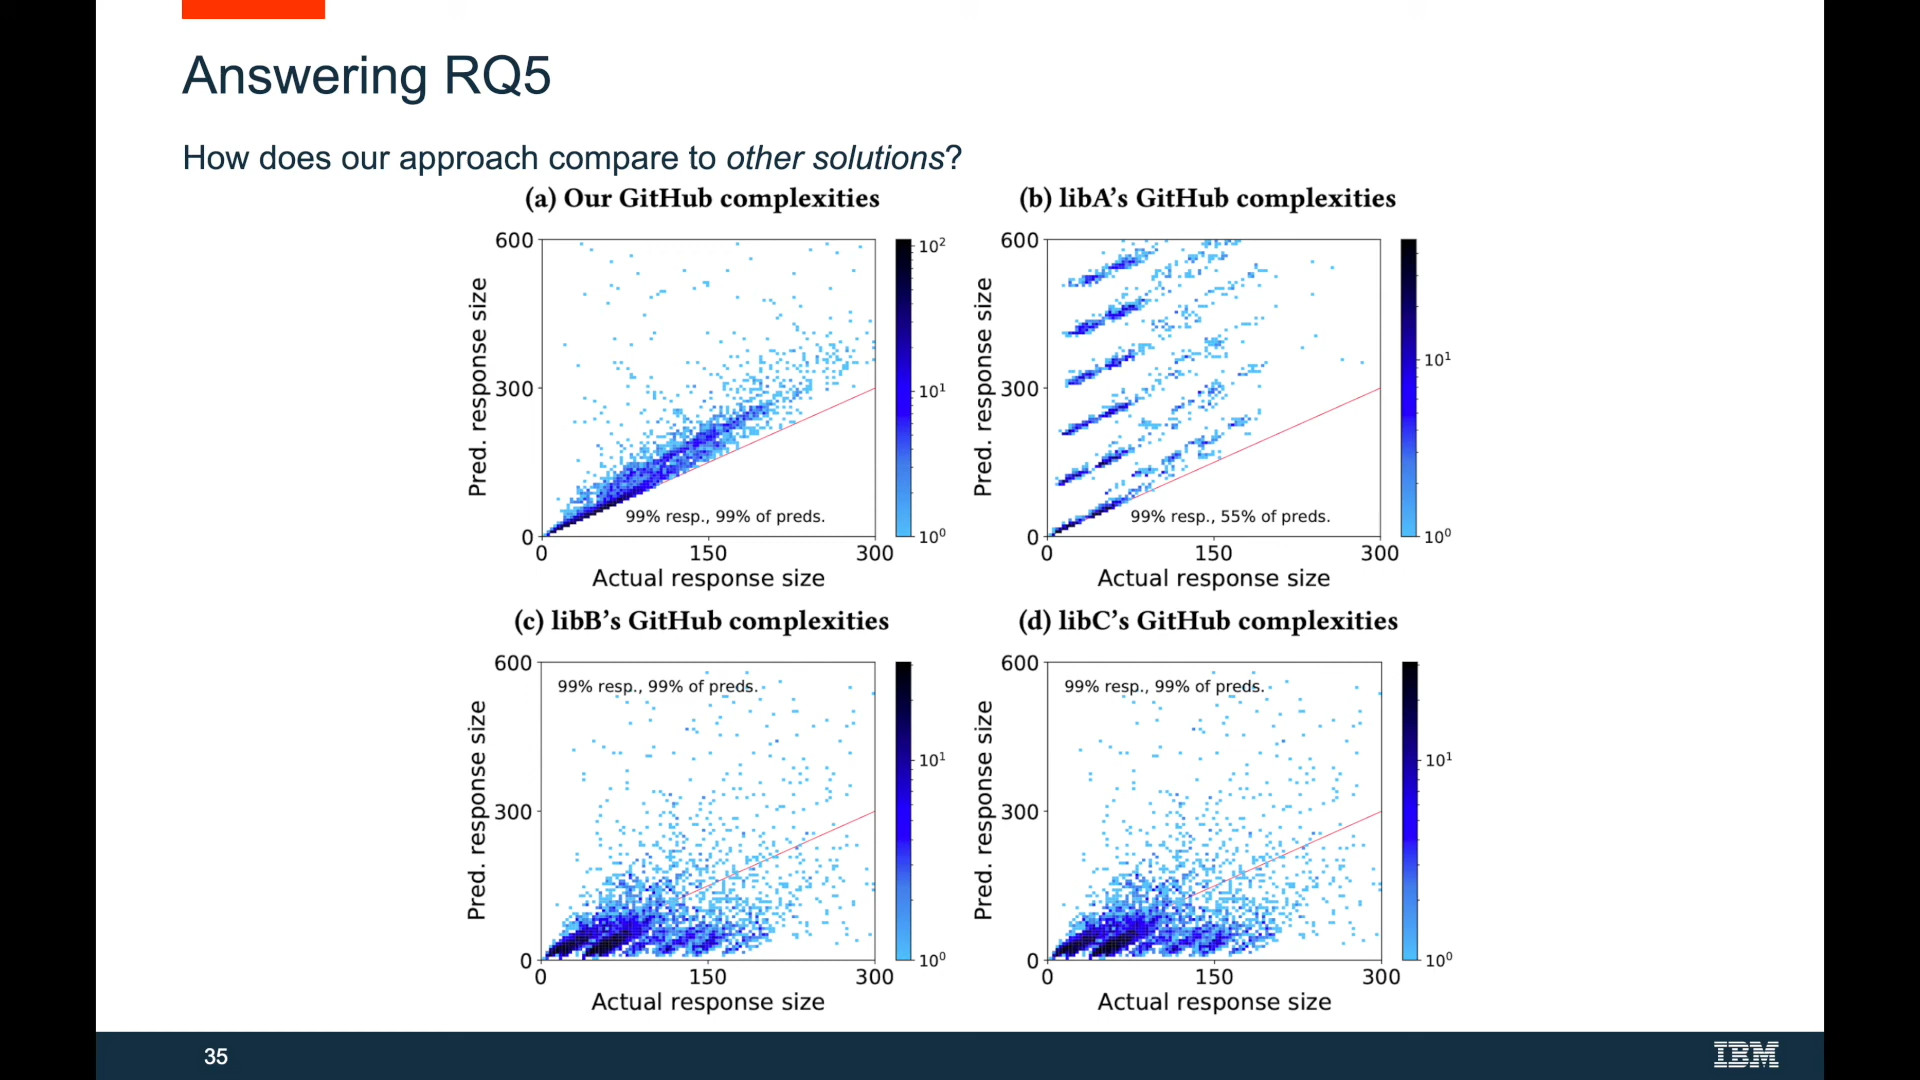 Answering RQ5
How does our approach compare to other solutions?
(a) Our GitHub complexities
600
300
0
0
150
300
Pred. response size
Actual response size
99% resp., 99% of preds.
10²
10¹
10⁰
(b) libA's GitHub complexities
600
300
0
0
150
300
Pred. response size
Actual response size
99% resp., 55% of preds.
10¹
10⁰
(c) libB's GitHub complexities
600
300
0
0
150
300
Pred. response size
Actual response size
99% resp., 99% of preds.
10¹
10⁰
(d) libC's GitHub complexities
600
300
0
0
150
300
Pred. response size
Actual response size
99% resp., 99% of preds.
10¹
10⁰
35
IBM